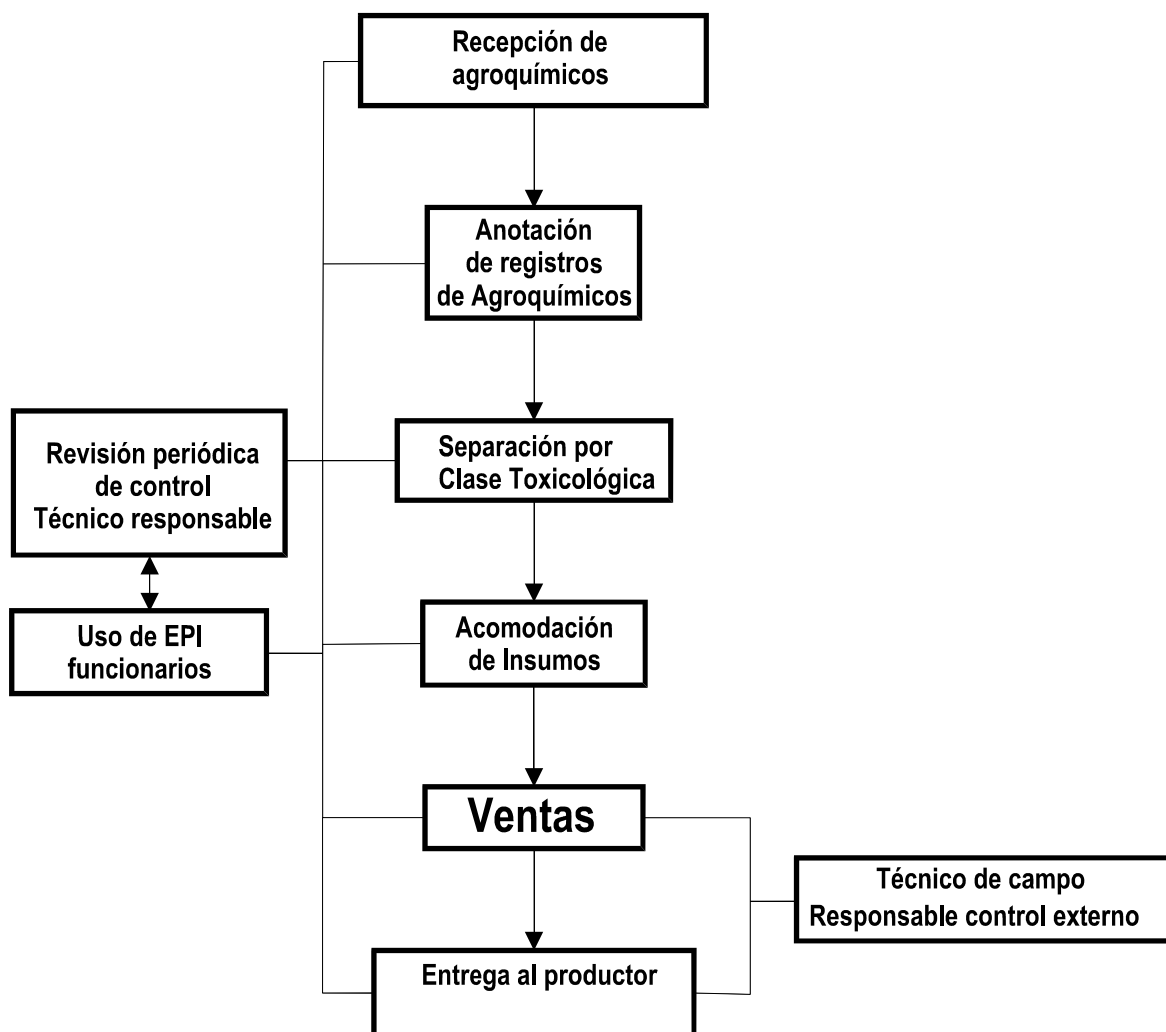 Recepción de
agroquímicos
Anotación
de registros
de Agroquímicos
Separación por
Clase Toxicológica
Revisión periódica
de control
Técnico responsable
Uso de EPI
funcionarios
Acomodación
de Insumos
Ventas
Técnico de campo
Responsable control externo
Entrega al productor